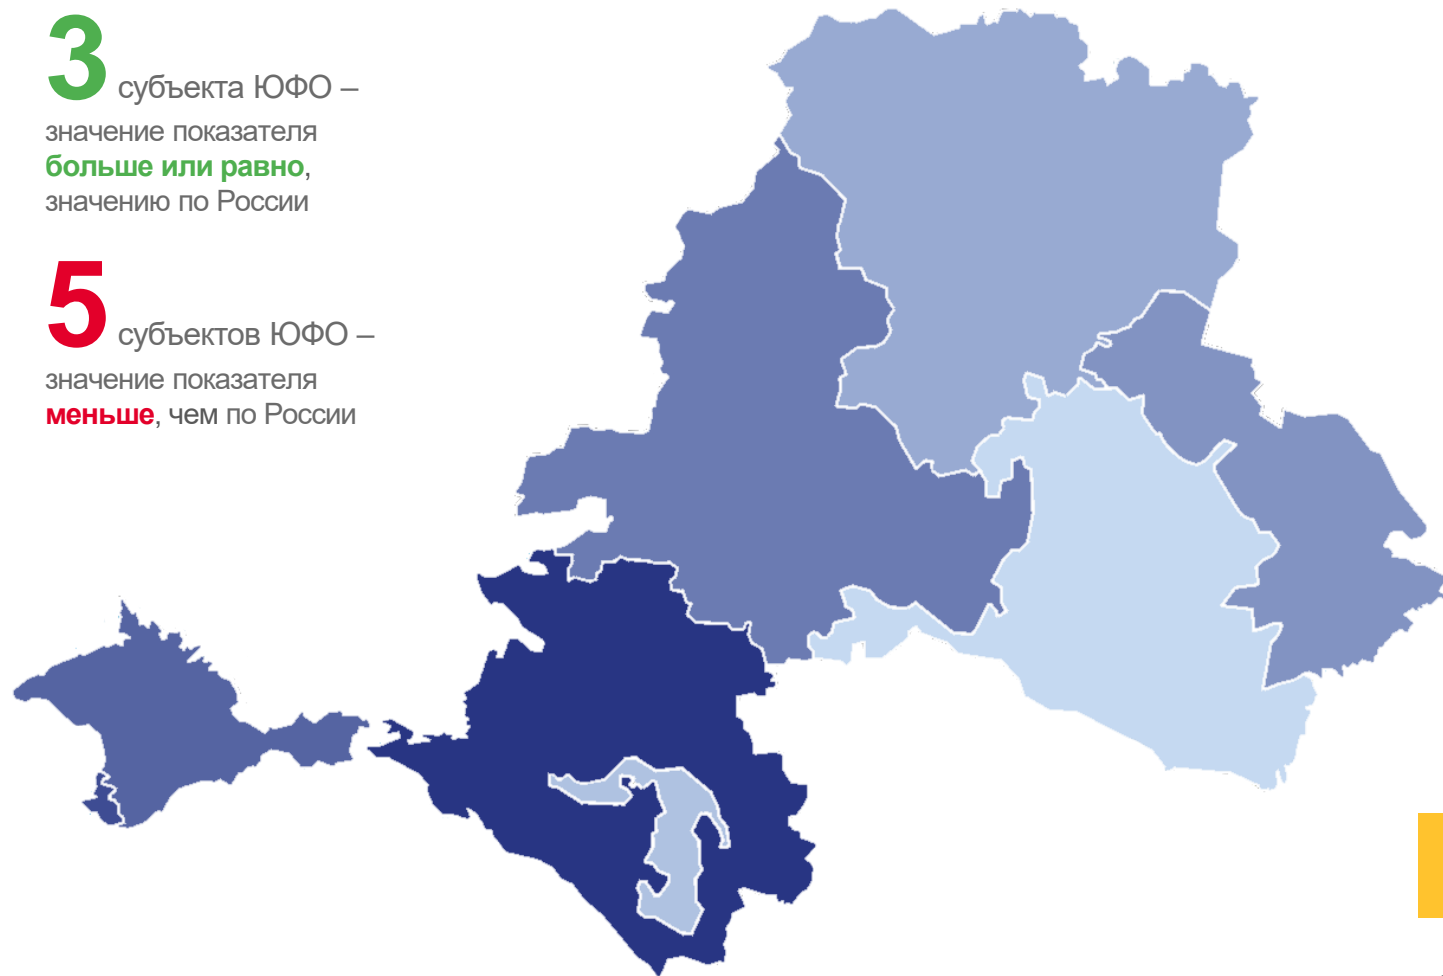 3 субъекта ЮФО –
значение показателя
больше или равно,
значению по России
5 субъектов ЮФО –
значение показателя
меньше, чем по России